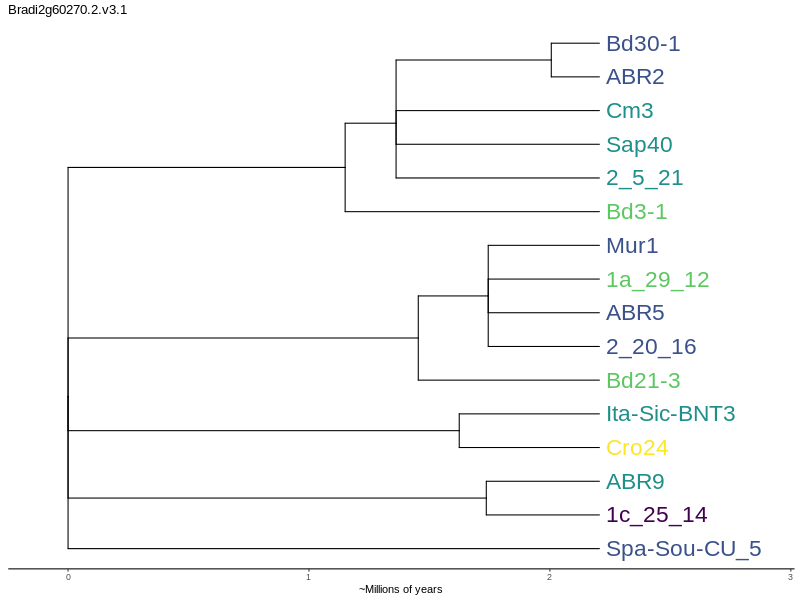 Bradi2g60270.2.v3.1
Bd30-1
ABR2
Cm3
Sap40
2_5_21
Bd3-1
Mur1
1a_29_12
ABR5
2_20_16
Bd21-3
Ita-Sic-BNT3
Cro24
ABR9
1c_25_14
Spa-Sou-CU_5
0 1 2 3
~Millions of years